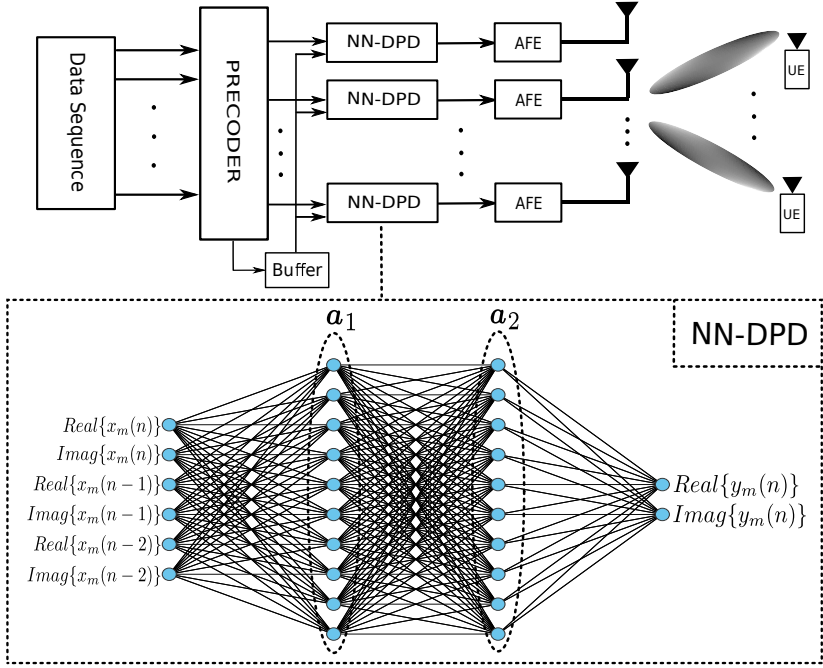 Data Sequence
PRECODER
NN-DPD
AFE
UE
NN-DPD
AFE
NN-DPD
AFE
UE
Buffer
a₁
a₂
NN-DPD
Real{xₘ(n)}
Imag{xₘ(n)}
Real{xₘ(n − 1)}
Imag{xₘ(n − 1)}
Real{xₘ(n − 2)}
Imag{xₘ(n − 2)}
Real{yₘ(n)}
Imag{yₘ(n)}